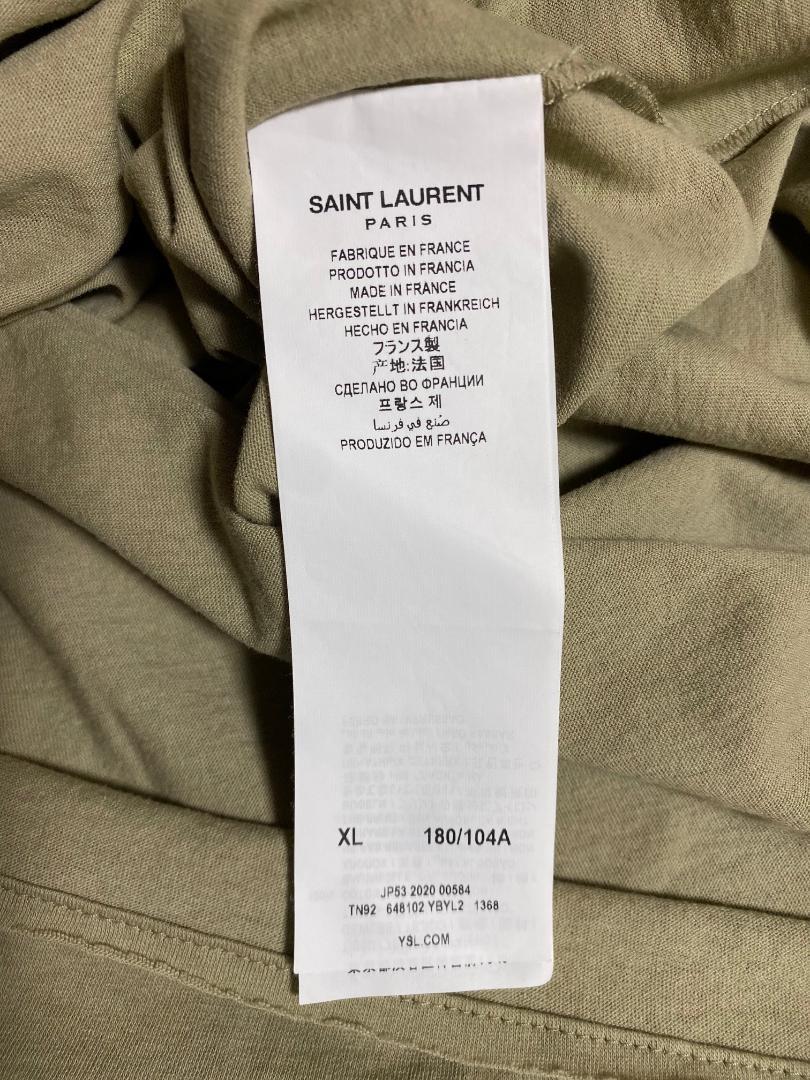 SAINT LAURENT
PARIS
FABRIQUE EN FRANCE
PRODOTTO IN FRANCIA
MADE IN FRANCE
HERGESTELLT IN FRANKREICH
HECHO EN FRANCIA
フランス製
产地:法国
СДЕЛАНО ВО ФРАНЦИИ
프랑스 제
صُنع في فرنسا
PRODUZIDO EM FRANÇA
XL 180/104A
JP53 2020 00584
TN92 648102 YBYL2 1368
YSL.COM